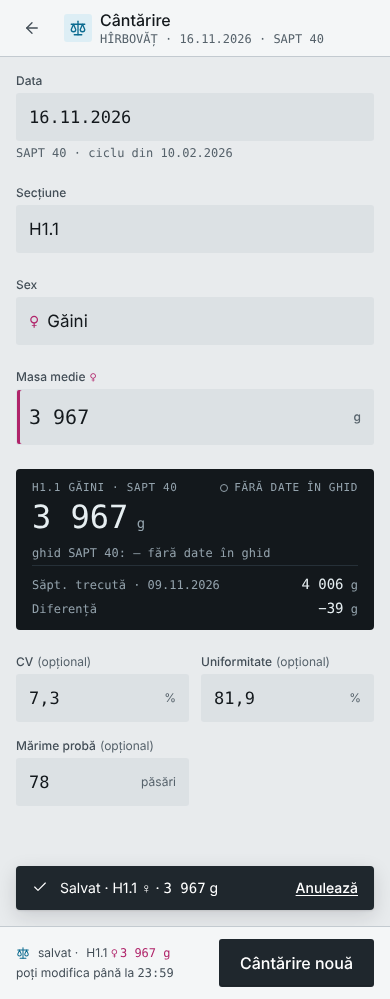 Cântărire
HÎRBOVĂȚ · 16.11.2026 · SAPT 40
Data
16.11.2026
SAPT 40 · ciclu din 10.02.2026
Secțiune
H1.1
Sex
♀ Găini
Masa medie ♀
3 967 g
H1.1 GĂINI · SAPT 40 ○ FĂRĂ DATE ÎN GHID
3 967 g
ghid SAPT 40: — fără date în ghid
Săpt. trecută · 09.11.2026 4 006 g
Diferență −39 g
CV (opțional) Uniformitate (opțional)
7,3 % 81,9 %
Mărime probă (opțional)
78 păsări
Salvat · H1.1 ♀ · 3 967 g Anulează
salvat · H1.1 ♀ 3 967 g
poți modifica până la 23:59
Cântărire nouă